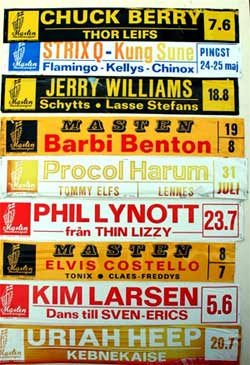 CHUCK BERRY
THOR LEIFS
7.6
STRIX Q - Kung Sune
Flamingo - Kellys - Chinox
PINGST
24-25 maj
JERRY WILLIAMS
Schytts • Lasse Stefans
18.8
MASTEN
Barbi Benton
19
8
Procol Harum
TOMMY ELFS
LENNES
31
JULI
PHIL LYNOTT
från THIN LIZZY
23.7
MASTEN
ELVIS COSTELLO
TONIX • CLAES-FREDDYS
8
7
KIM LARSEN
Dans till SVEN-ERICS
5.6
URIAH HEEP
KEBNEKAISE
20.7